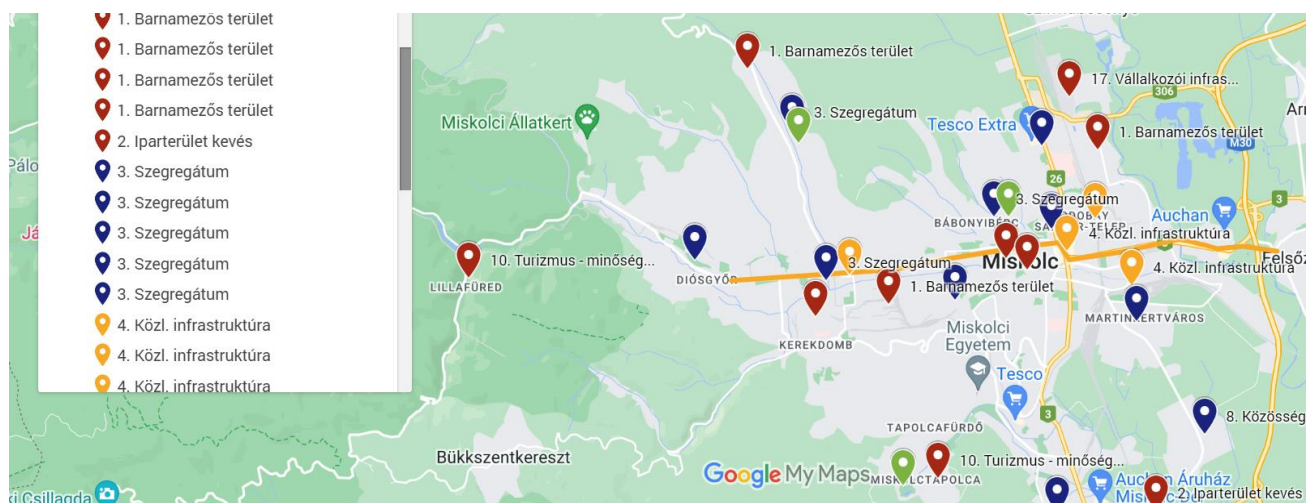 1. Barnamezős terület
1. Barnamezős terület
1. Barnamezős terület
1. Barnamezős terület
2. Iparterület kevés
3. Szegregátum
3. Szegregátum
3. Szegregátum
3. Szegregátum
3. Szegregátum
4. Közl. infrastruktúra
4. Közl. infrastruktúra
4. Közl. infrastruktúra
1. Barnamezős terület
17. Vállalkozói infras...
306
Miskolci Állatkert
3. Szegregátum
Tesco Extra
1. Barnamezős terület
M30
26
3
3. Szegregátum
BÁBONYIBÉRC
Auchan
4. Közl. infrastruktúra
10. Turizmus - minőség...
LILLAFÜRED
DIÓSGYŐR
3. Szegregátum
Miskolc
4. Közl. infrastruktúra
1. Barnamezős terület
MARTINKERTVÁROS
KEREKDOMB
Miskolci
Egyetem
Tesco
3
8. Közösség
TAPOLCAFÜRDŐ
Bükkszentkereszt
10. Turizmus - minőség...
Google My Maps
MISKOLCTAPOLCA
Auchan Áruház
2. Iparterület kevés
Csillagda